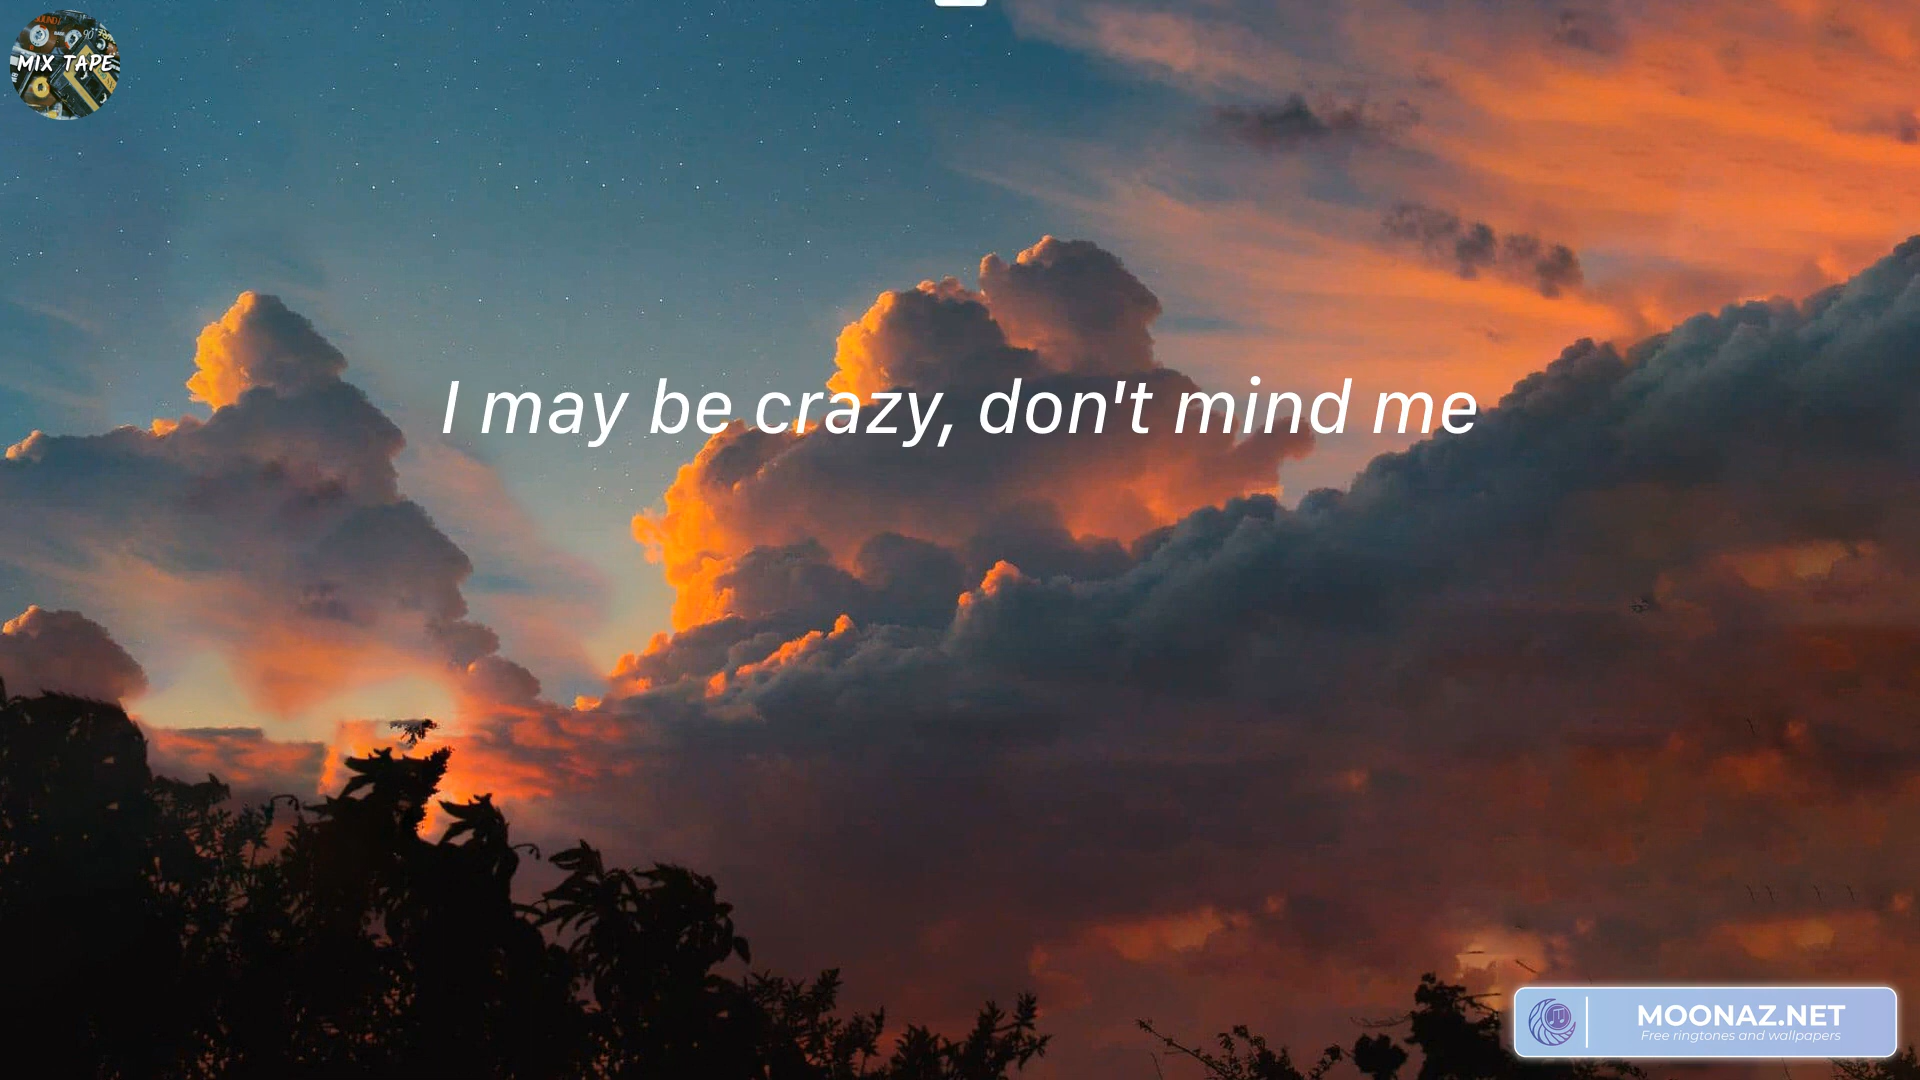 MIX TAPE
I may be crazy, don't mind me
MOONAZ.NET
Free ringtones and wallpapers